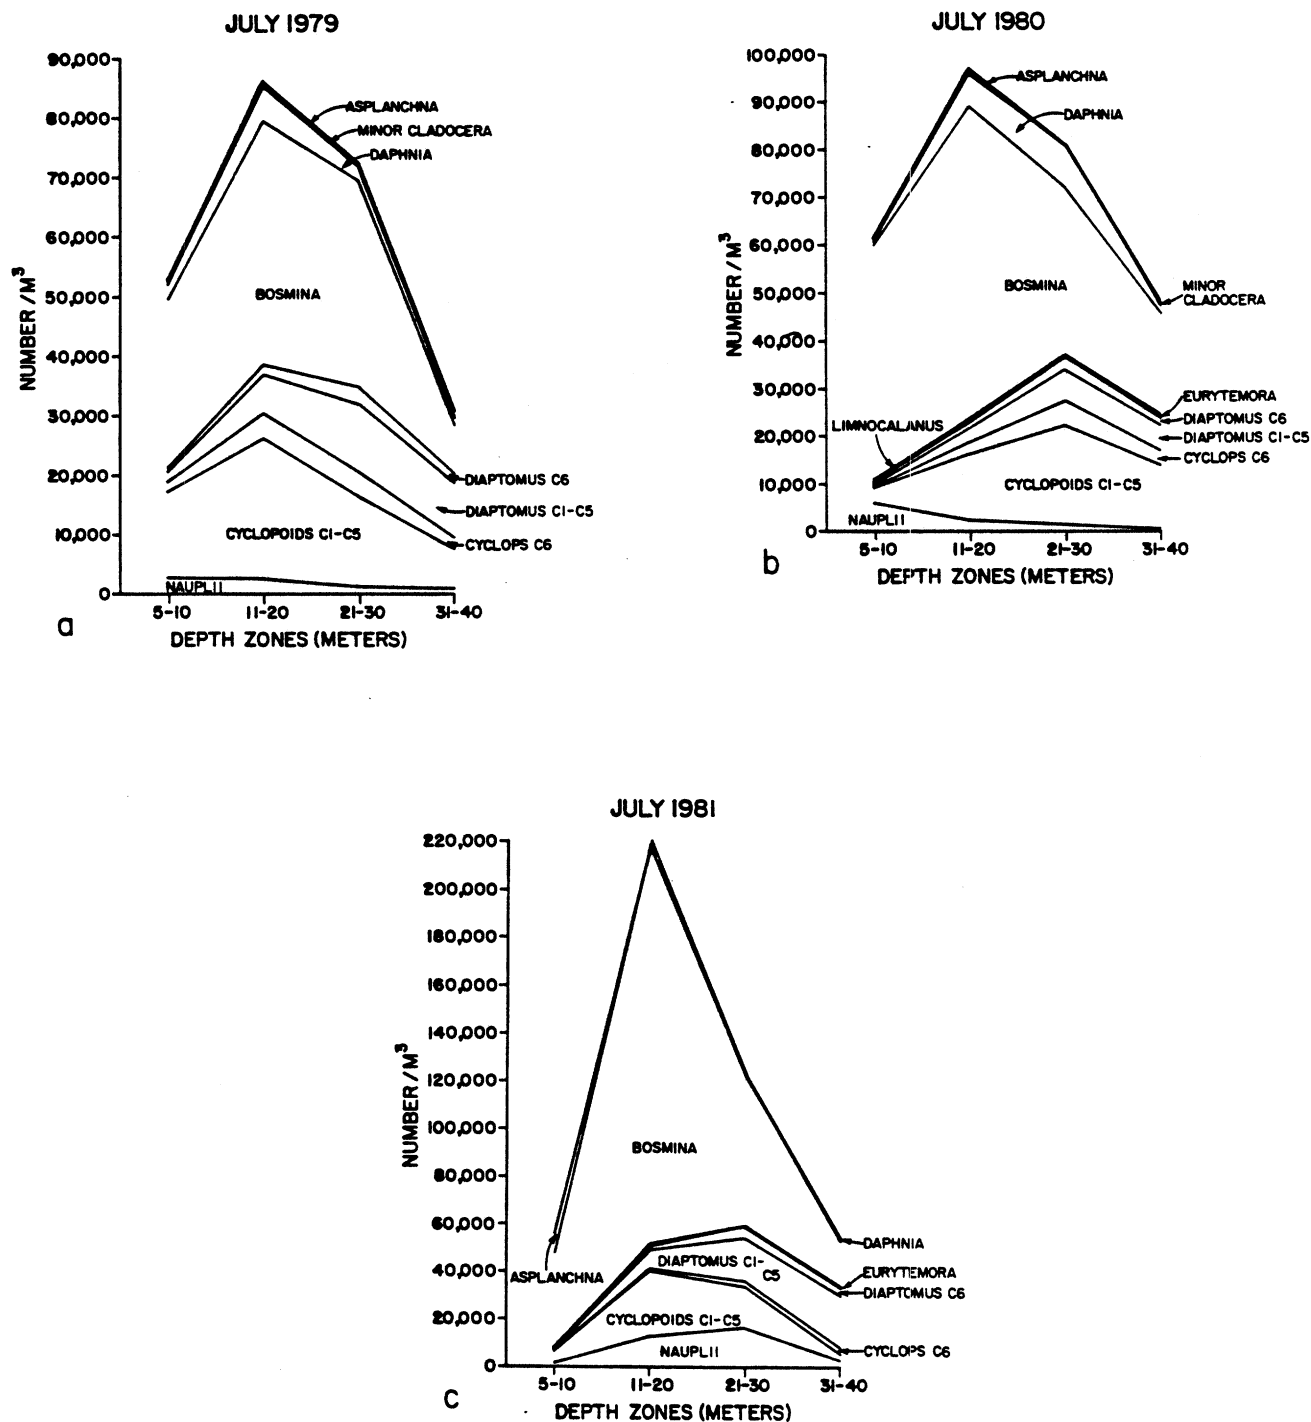 JULY 1979
90,000
80,000
70,000
60,000
50,000
40,000
30,000
20,000
10,000
0
NUMBER/M³
ASPLANCHNA
MINOR CLADOCERA
DAPHNIA
BOSMINA
DIAPTOMUS C6
DIAPTOMUS C1-C5
CYCLOPOIDS C1-C5
CYCLOPS C6
NAUPLII
5-10 11-20 21-30 31-40
DEPTH ZONES (METERS)
a
JULY 1980
100,000
90,000
80,000
70,000
60,000
50,000
40,000
30,000
20,000
10,000
0
NUMBER/M³
ASPLANCHNA
DAPHNIA
BOSMINA
MINOR
CLADOCERA
EURYTEMORA
DIAPTOMUS C6
LIMNOCALANUS
DIAPTOMUS C1-C5
CYCLOPS C6
CYCLOPOIDS C1-C5
NAUPLII
5-10 11-20 21-30 31-40
DEPTH ZONES (METERS)
b
JULY 1981
220,000
200,000
180,000
160,000
140,000
120,000
100,000
80,000
60,000
40,000
20,000
0
NUMBER/M³
BOSMINA
DAPHNIA
ASPLANCHNA
DIAPTOMUS C1-
C5
EURYTEMORA
DIAPTOMUS C6
CYCLOPOIDS C1-C5
NAUPLII
CYCLOPS C6
5-10 11-20 21-30 31-40
DEPTH ZONES (METERS)
c